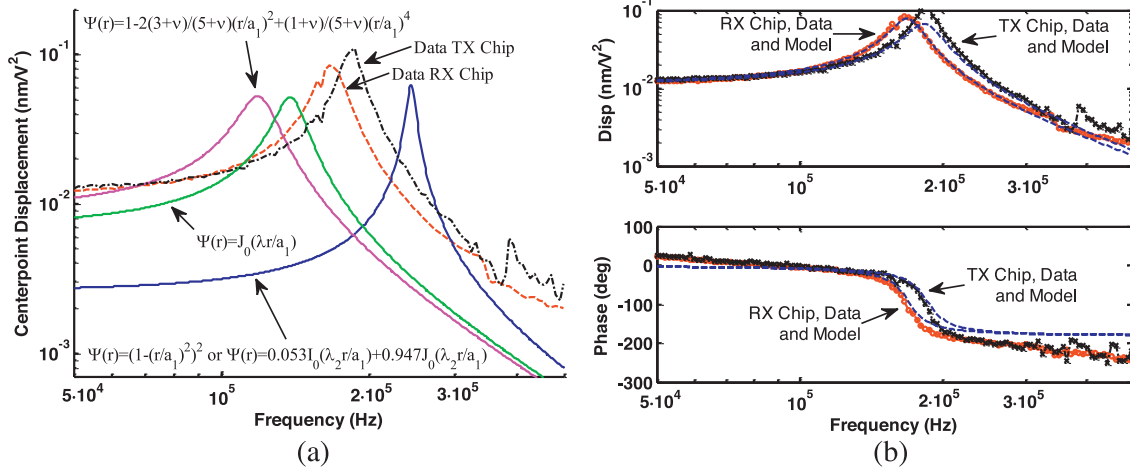 Ψ(r)=1-2(3+ν)/(5+ν)(r/a₁)²+(1+ν)/(5+ν)(r/a₁)⁴
10⁻¹
Data TX Chip
Data RX Chip
10⁻²
Ψ(r)=J₀(λr/a₁)
10⁻³
Ψ(r)=(1-(r/a₁)²)² or Ψ(r)=0.053I₀(λ₂r/a₁)+0.947J₀(λ₂r/a₁)
Centerpoint Displacement (nm/V²)
5·10⁴ 10⁵ 2·10⁵ 3·10⁵
Frequency (Hz)
(a)
10⁻¹
RX Chip, Data
and Model
TX Chip, Data
and Model
10⁻²
10⁻³
Disp (nm/V²)
5·10⁴ 10⁵ 2·10⁵ 3·10⁵
100
0
-100
-200
-300
Phase (deg)
TX Chip, Data
and Model
RX Chip, Data
and Model
5·10⁴ 10⁵ 2·10⁵ 3·10⁵
Frequency (Hz)
(b)